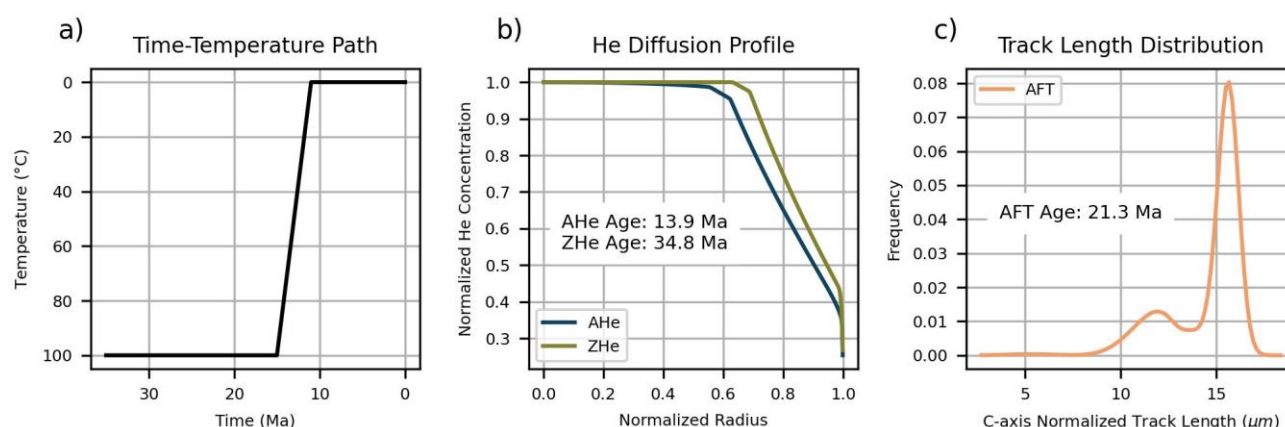 a)
Time-Temperature Path
0
20
40
60
80
100
Temperature (°C)
30
20
10
0
Time (Ma)
b)
He Diffusion Profile
1.0
0.9
0.8
0.7
0.6
0.5
0.4
0.3
Normalized He Concentration
AHe Age: 13.9 Ma
ZHe Age: 34.8 Ma
AHe
ZHe
0.0
0.2
0.4
0.6
0.8
1.0
Normalized Radius
c)
Track Length Distribution
AFT
0.08
0.07
0.06
0.05
0.04
0.03
0.02
0.01
0.00
Frequency
AFT Age: 21.3 Ma
5
10
15
C-axis Normalized Track Length (μm)